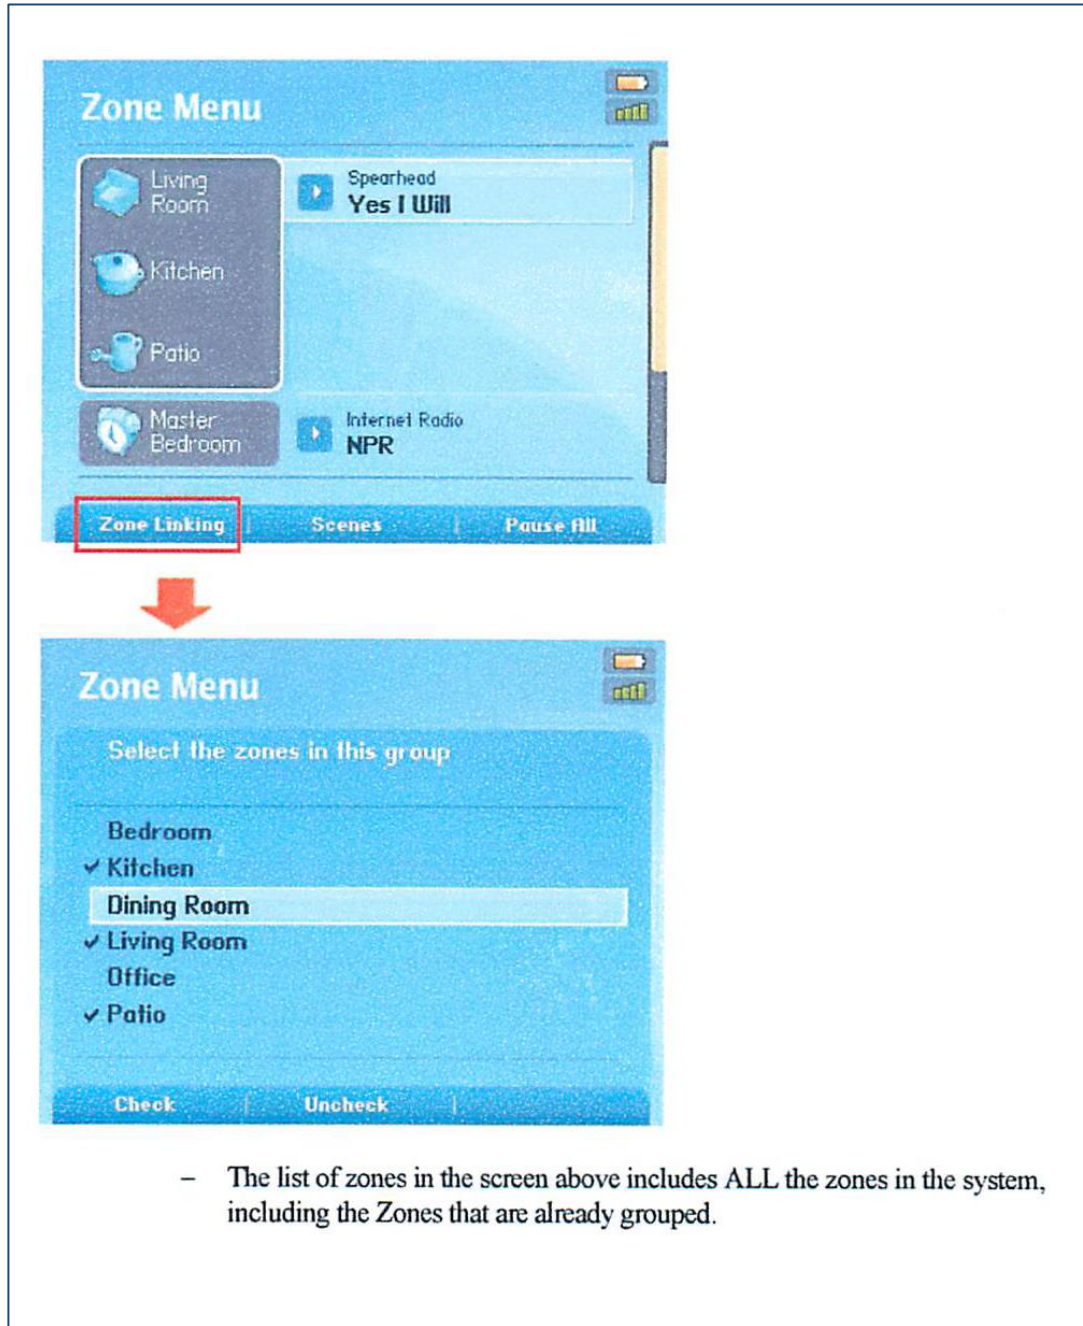 Zone Menu
Living
Room
Spearhead
Yes I Will
Kitchen
Patio
Master
Bedroom
Internet Radio
NPR
Zone Linking
Scenes
Pause All
Zone Menu
Select the zones in this group
Bedroom
✓ Kitchen
Dining Room
✓ Living Room
Office
✓ Patio
Check
Uncheck
– The list of zones in the screen above includes ALL the zones in the system,
including the Zones that are already grouped.